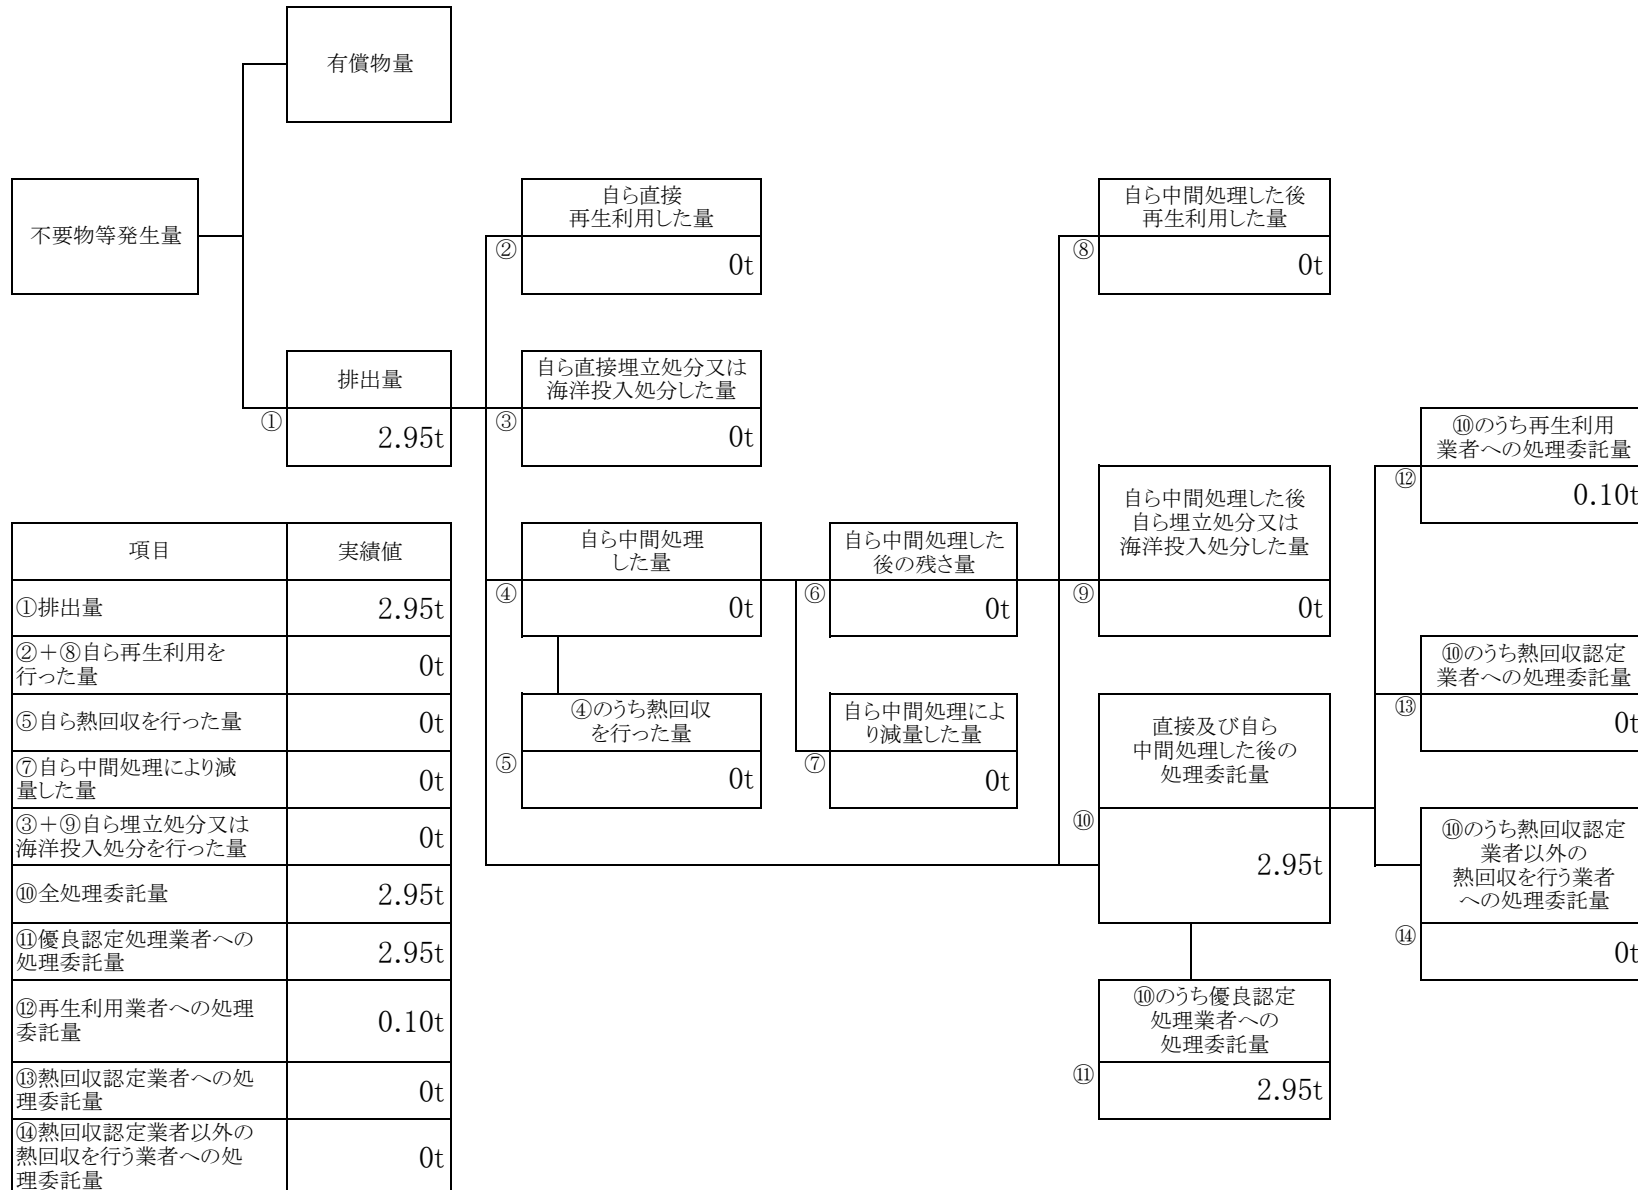 有償物量
不要物等発生量
自ら直接
再生利用した量
②
0t
自ら中間処理した後
再生利用した量
⑧
0t
排出量
①
2.95t
自ら直接埋立処分又は
海洋投入処分した量
③
0t
⑩のうち再生利用
業者への処理委託量
⑫
0.10t
自ら中間処理した後
自ら埋立処分又は
海洋投入処分した量
⑨
0t
自ら中間処理
した量
④
0t
自ら中間処理した
後の残さ量
⑥
0t
⑩のうち熱回収認定
業者への処理委託量
⑬
0t
④のうち熱回収
を行った量
⑤
0t
自ら中間処理によ
り減量した量
⑦
0t
直接及び自ら
中間処理した後の
処理委託量
⑩
2.95t
⑩のうち熱回収認定
業者以外の
熱回収を行う業者
への処理委託量
⑭
0t
⑩のうち優良認定
処理業者への
処理委託量
⑪
2.95t
項目 実績値
①排出量 2.95t
②+⑧自ら再生利用を
行った量 0t
⑤自ら熱回収を行った量 0t
⑦自ら中間処理により減
量した量 0t
③+⑨自ら埋立処分又は
海洋投入処分を行った量 0t
⑩全処理委託量 2.95t
⑪優良認定処理業者への
処理委託量 2.95t
⑫再生利用業者への処理
委託量 0.10t
⑬熱回収認定業者への処
理委託量 0t
⑭熱回収認定業者以外の
熱回収を行う業者への処
理委託量 0t